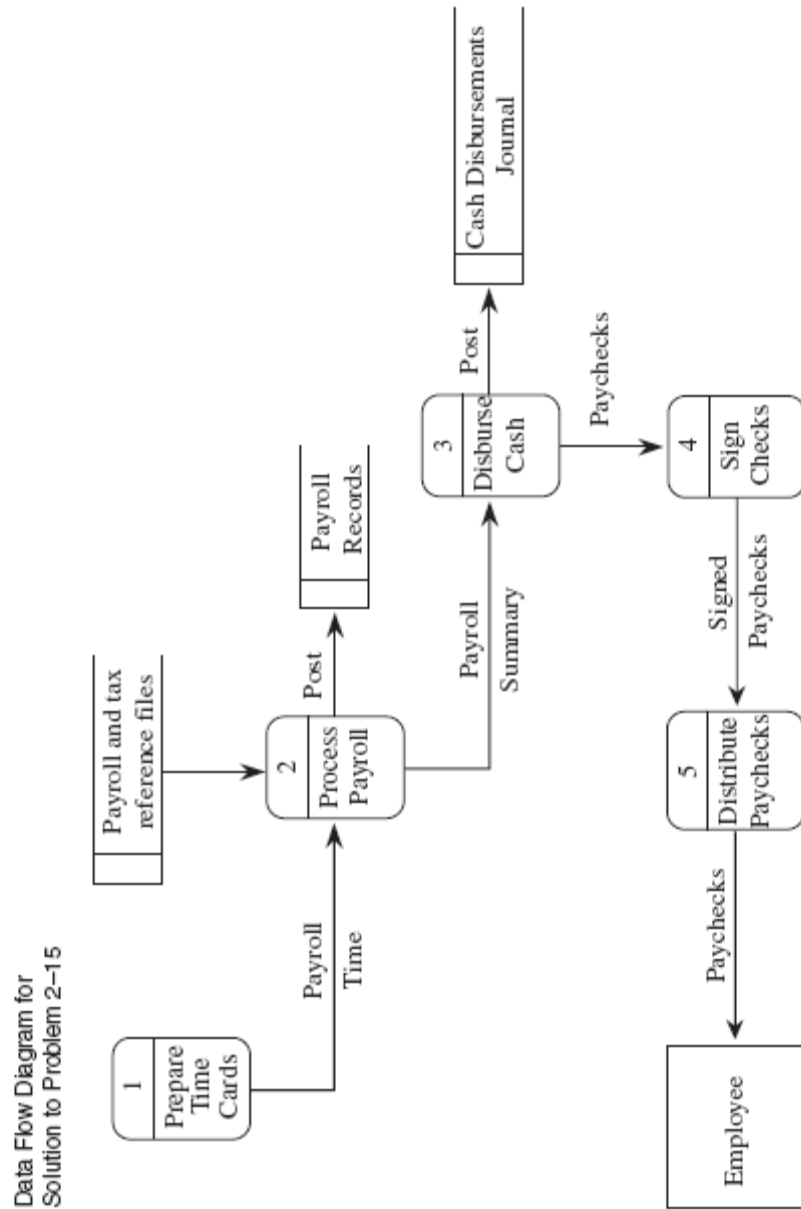 Data Flow Diagram for
Solution to Problem 2–15
1
Prepare
Time
Cards
Payroll
Time
Payroll and tax
reference files
2
Process
Payroll
Post
Payroll
Records
Payroll
Summary
3
Disburse
Cash
Post
Cash Disbursements
Journal
Paychecks
4
Sign
Checks
Signed
Paychecks
5
Distribute
Paychecks
Paychecks
Employee